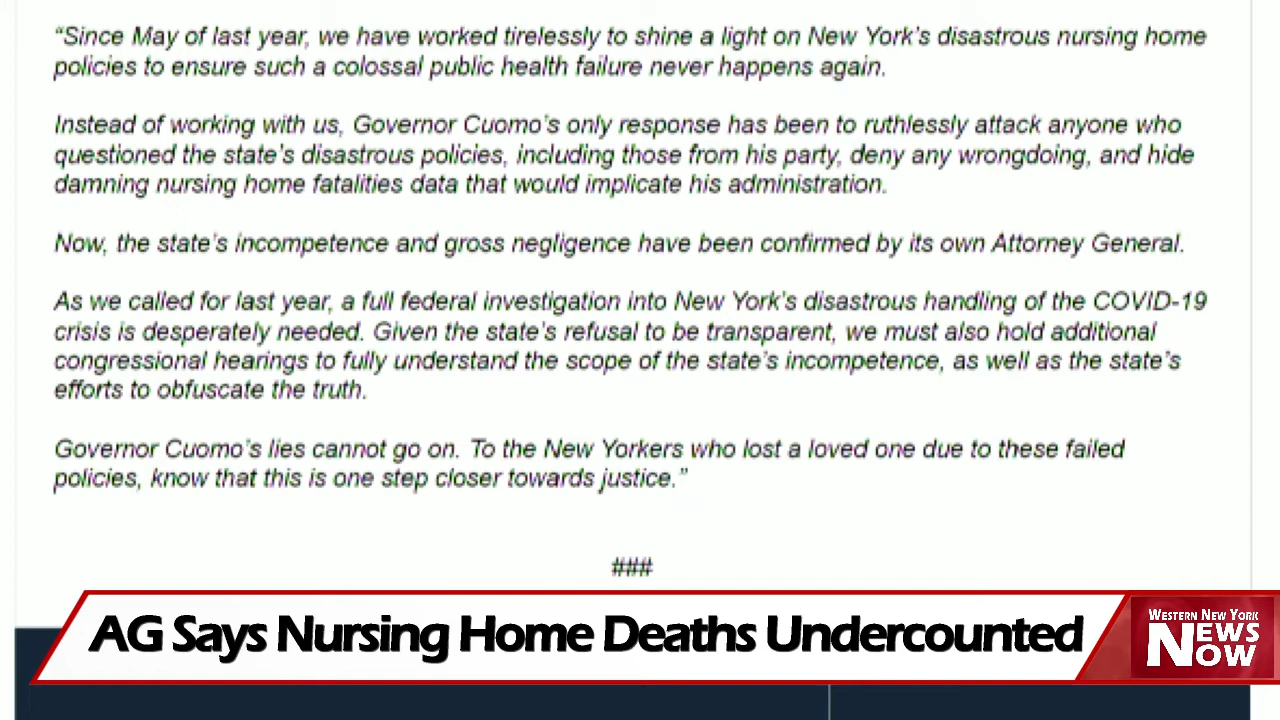 “Since May of last year, we have worked tirelessly to shine a light on New York’s disastrous nursing home
policies to ensure such a colossal public health failure never happens again.
Instead of working with us, Governor Cuomo’s only response has been to ruthlessly attack anyone who
questioned the state’s disastrous policies, including those from his party, deny any wrongdoing, and hide
damning nursing home fatalities data that would implicate his administration.
Now, the state’s incompetence and gross negligence have been confirmed by its own Attorney General.
As we called for last year, a full federal investigation into New York’s disastrous handling of the COVID-19
crisis is desperately needed. Given the state’s refusal to be transparent, we must also hold additional
congressional hearings to fully understand the scope of the state’s incompetence, as well as the state’s
efforts to obfuscate the truth.
Governor Cuomo’s lies cannot go on. To the New Yorkers who lost a loved one due to these failed
policies, know that this is one step closer towards justice.”
###
AG Says Nursing Home Deaths Undercounted
WESTERN NEW YORK
NEWS
NOW